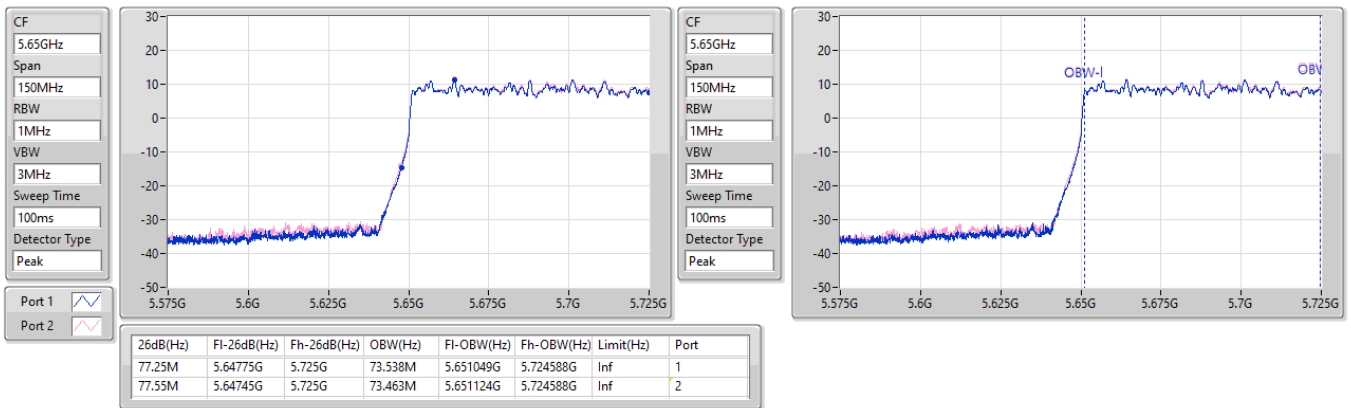 CF
5.65GHz
Span
150MHz
RBW
1MHz
VBW
3MHz
Sweep Time
100ms
Detector Type
Peak
30
20
10
0
-10
-20
-30
-40
-50
5.575G 5.6G 5.625G 5.65G 5.675G 5.7G 5.725G
CF
5.65GHz
Span
150MHz
RBW
1MHz
VBW
3MHz
Sweep Time
100ms
Detector Type
Peak
30
20
10
0
-10
-20
-30
-40
-50
OBW-l OBW
5.575G 5.6G 5.625G 5.65G 5.675G 5.7G 5.725G
Port 1
Port 2
26dB(Hz) Fl-26dB(Hz) Fh-26dB(Hz) OBW(Hz) Fl-OBW(Hz) Fh-OBW(Hz) Limit(Hz) Port
77.25M 5.64775G 5.725G 73.538M 5.651049G 5.724588G Inf 1
77.55M 5.64745G 5.725G 73.463M 5.651124G 5.724588G Inf 2